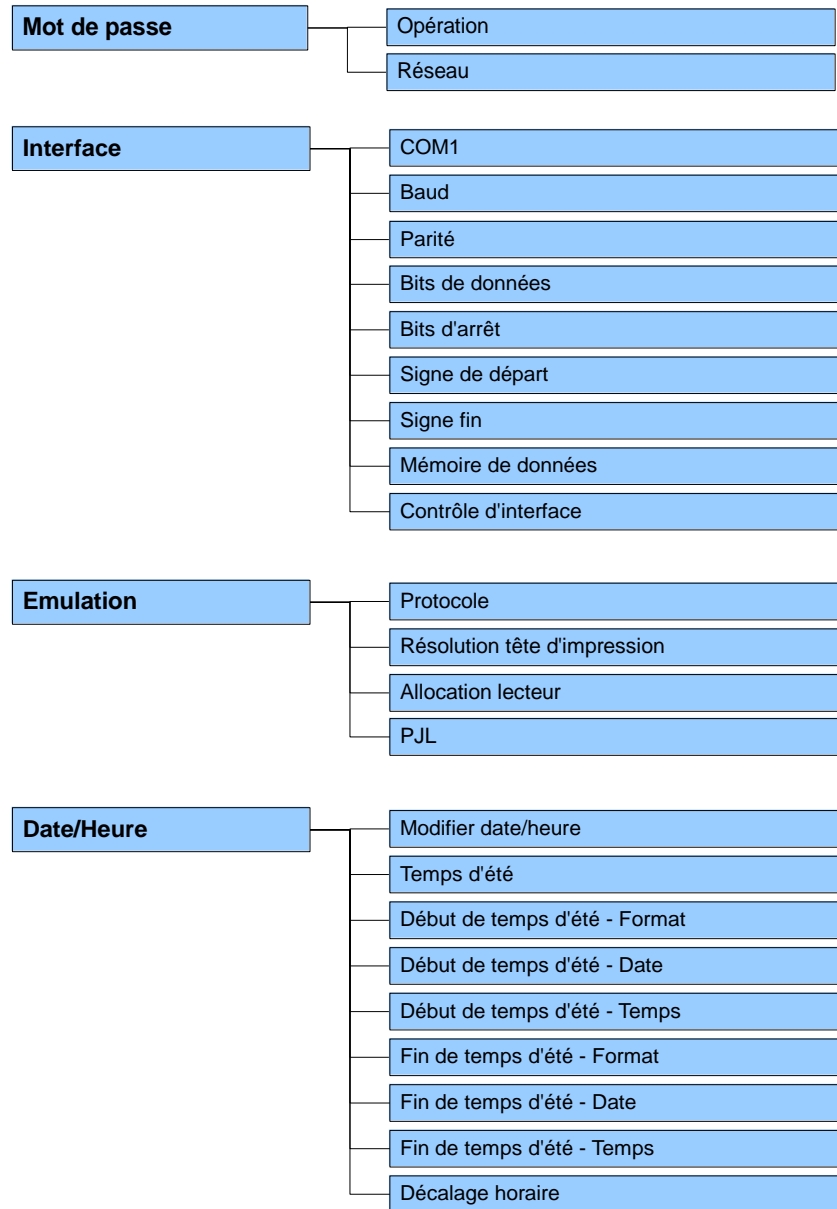 Mot de passe
Opération
Réseau
Interface
COM1
Baud
Parité
Bits de données
Bits d'arrêt
Signe de départ
Signe fin
Mémoire de données
Contrôle d'interface
Emulation
Protocole
Résolution tête d'impression
Allocation lecteur
PJL
Date/Heure
Modifier date/heure
Temps d'été
Début de temps d'été - Format
Début de temps d'été - Date
Début de temps d'été - Temps
Fin de temps d'été - Format
Fin de temps d'été - Date
Fin de temps d'été - Temps
Décalage horaire